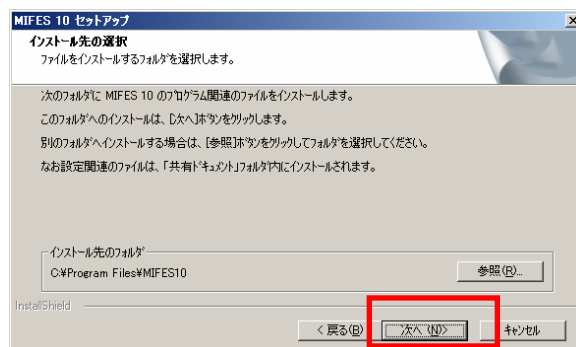 MIFES 10 セットアップ
インストール先の選択
ファイルをインストールするフォルダを選択します。
次のフォルダに MIFES 10 のプログラム関連のファイルをインストールします。
このフォルダへのインストールは、[次へ]ボタンをクリックします。
別のフォルダへインストールする場合は、[参照]ボタンをクリックしてフォルダを選択してください。
なお設定関連のファイルは、「共有ドキュメント」フォルダ内にインストールされます。
インストール先のフォルダ
C:¥Program Files¥MIFES10
参照(R)...
InstallShield
< 戻る(B)
次へ (N)>
キャンセル